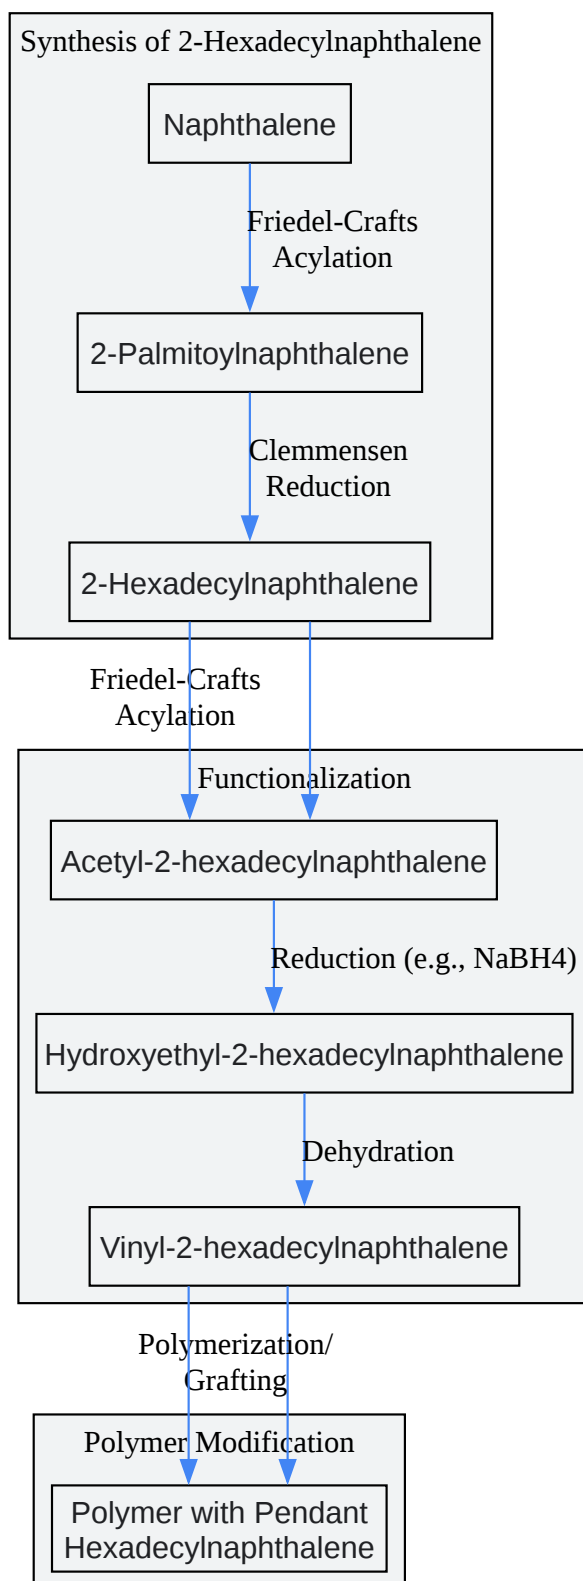 Synthesis of 2-Hexadecylnaphthalene
Naphthalene
Friedel-Crafts
Acylation
2-Palmitoylnaphthalene
Clemmensen
Reduction
2-Hexadecylnaphthalene
Friedel-Crafts
Acylation
Functionalization
Acetyl-2-hexadecylnaphthalene
Reduction (e.g., NaBH4)
Hydroxyethyl-2-hexadecylnaphthalene
Dehydration
Vinyl-2-hexadecylnaphthalene
Polymerization/
Grafting
Polymer Modification
Polymer with Pendant
Hexadecylnaphthalene